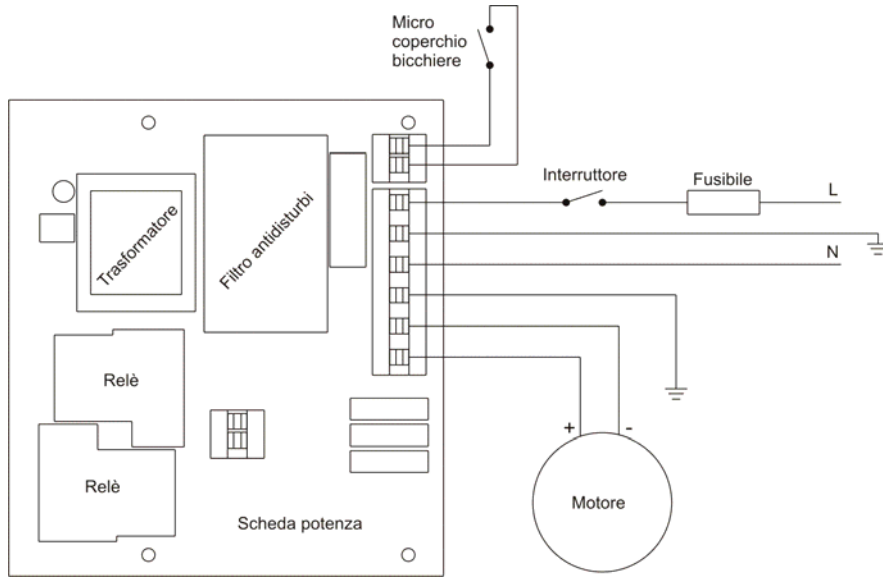 Micro
coperchio
bicchiere
Interruttore
Fusibile
L
N
Trasformatore
Filtro antidisturbi
Relè
Relè
+
-
Motore
Scheda potenza